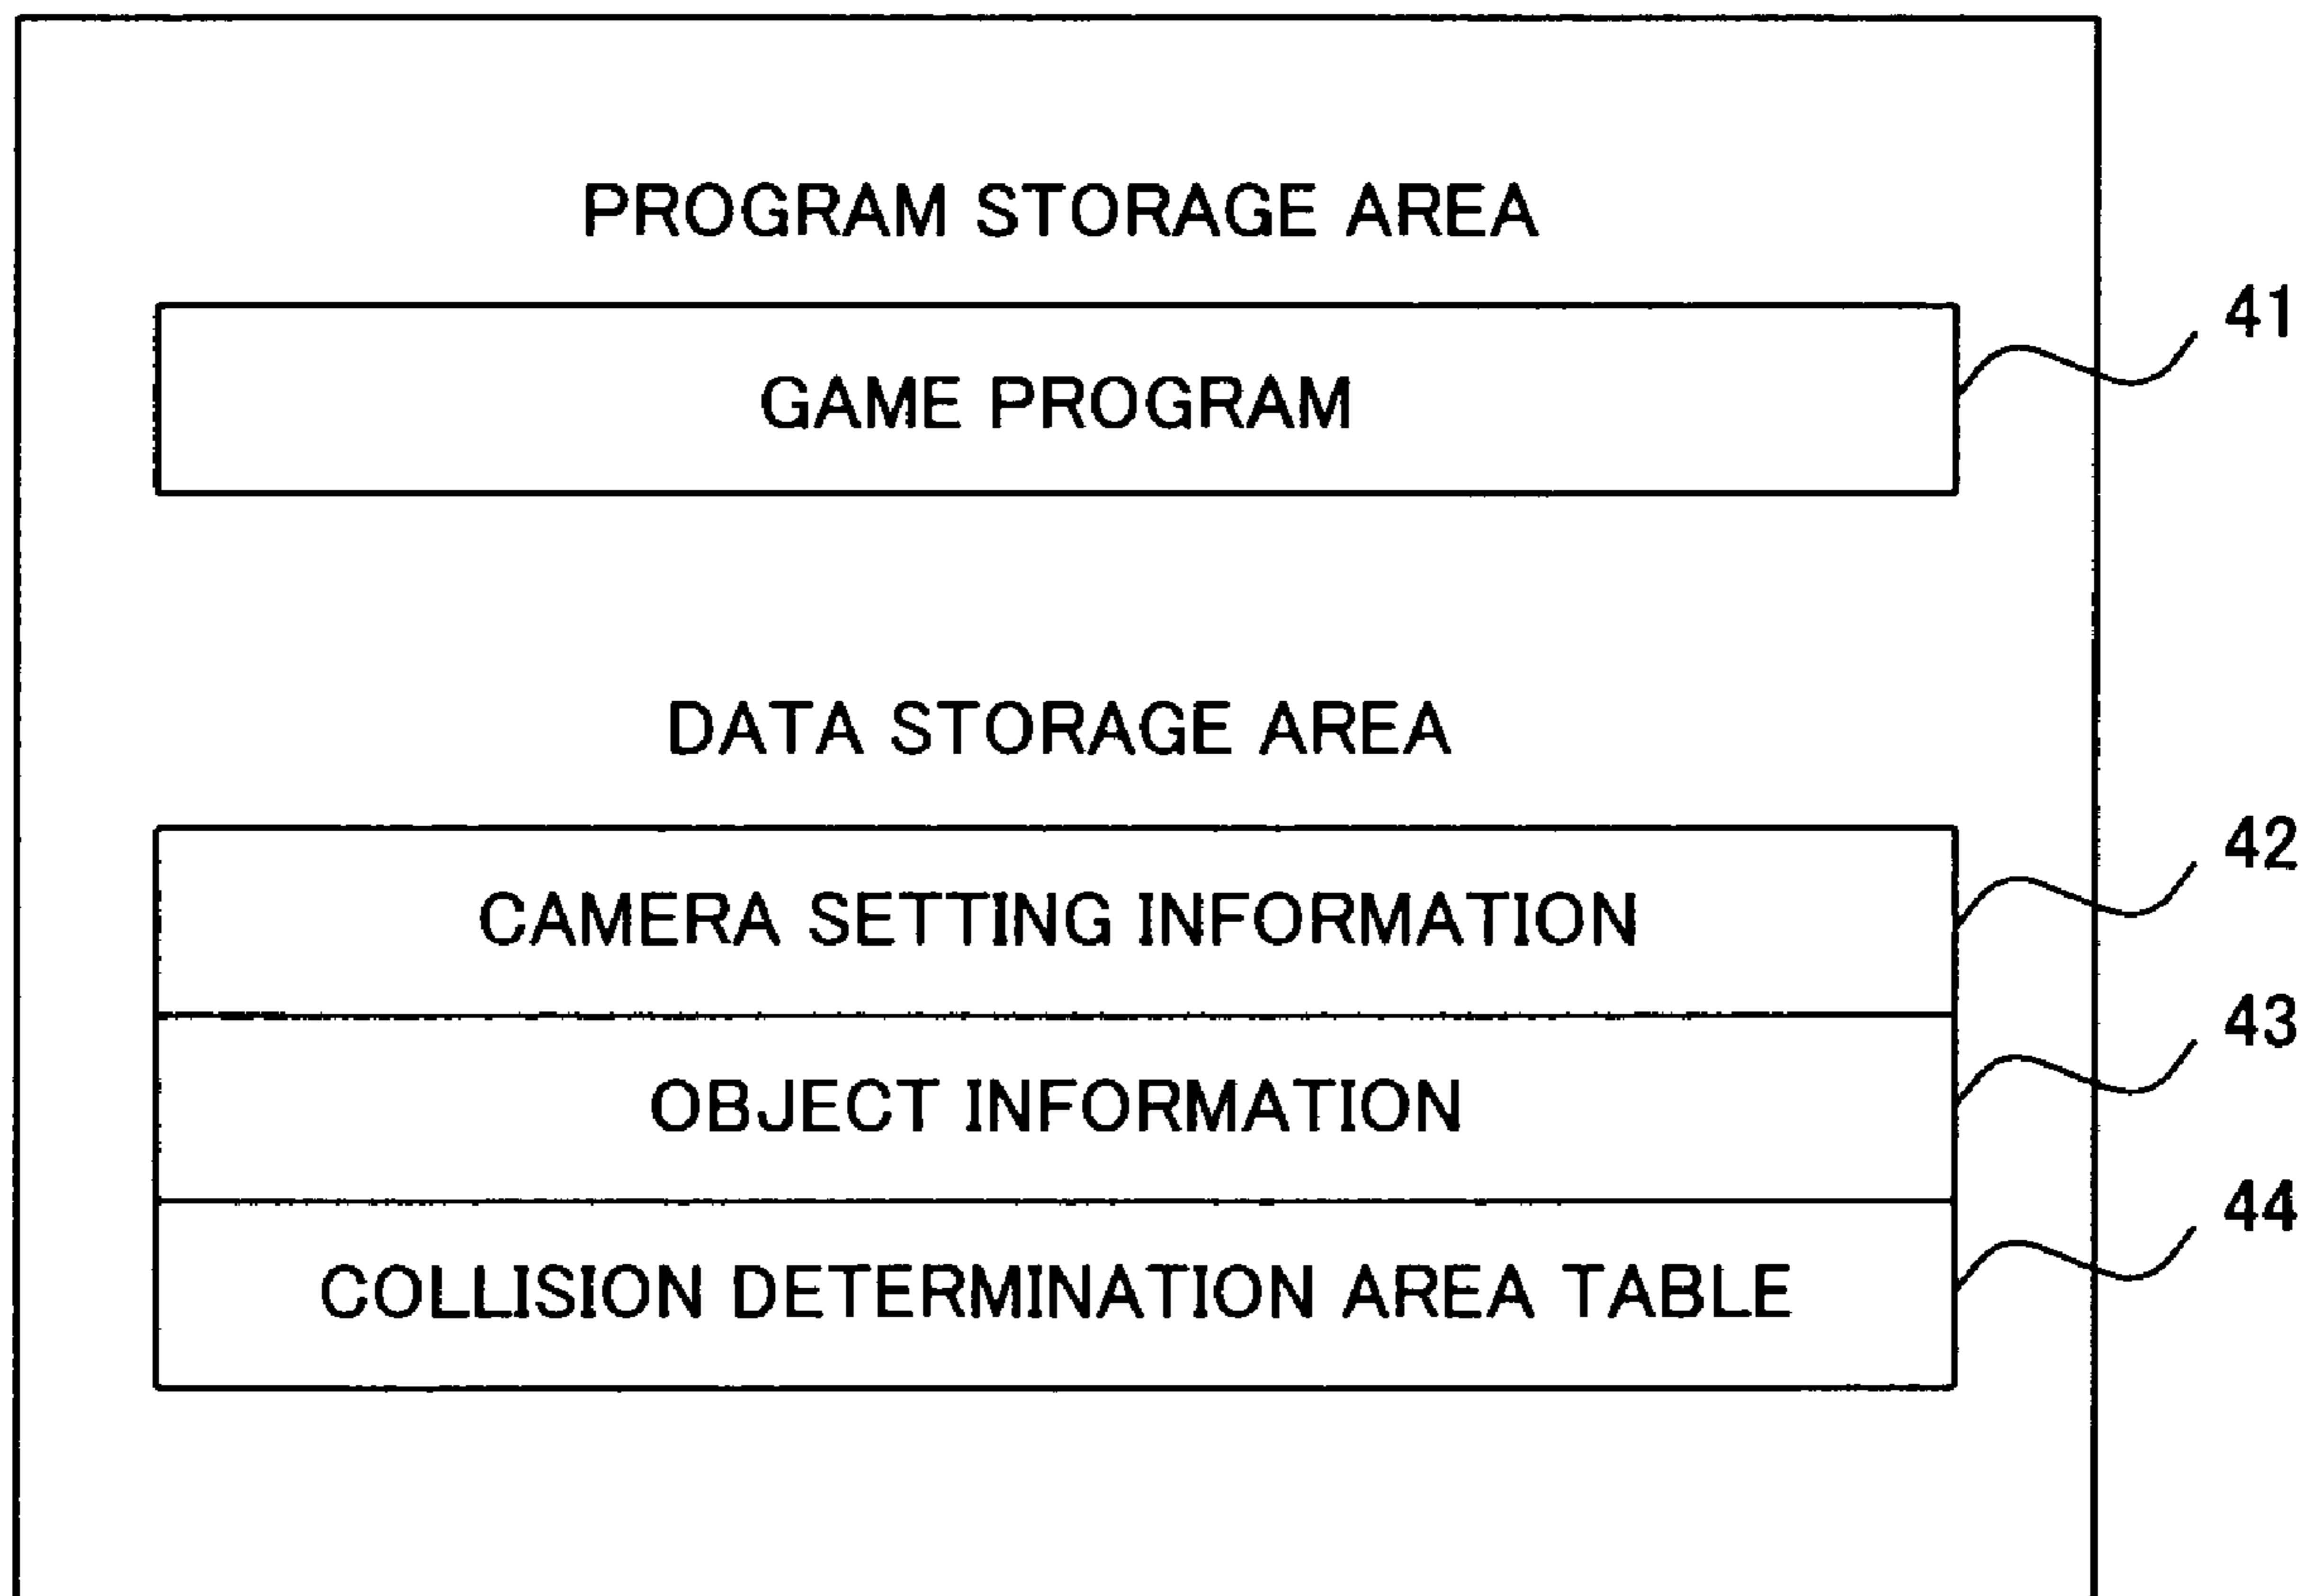 PROGRAM STORAGE AREA
41
GAME PROGRAM
DATA STORAGE AREA
42
CAMERA SETTING INFORMATION
43
OBJECT INFORMATION
44
COLLISION DETERMINATION AREA TABLE